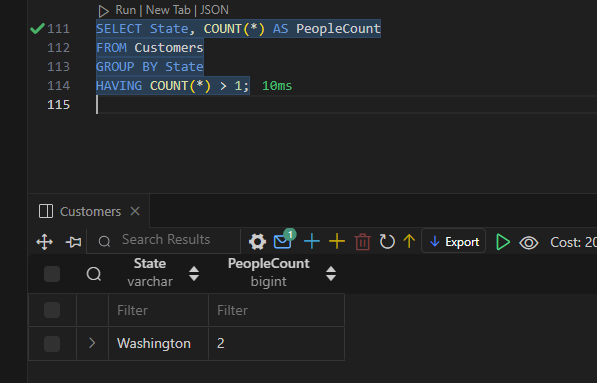 Run | New Tab | JSON
111 SELECT State, COUNT(*) AS PeopleCount
112 FROM Customers
113 GROUP BY State
114 HAVING COUNT(*) > 1; 10ms
115
Customers
Search Results 1 Export Cost: 20
State PeopleCount
varchar bigint
Filter Filter
Washington 2